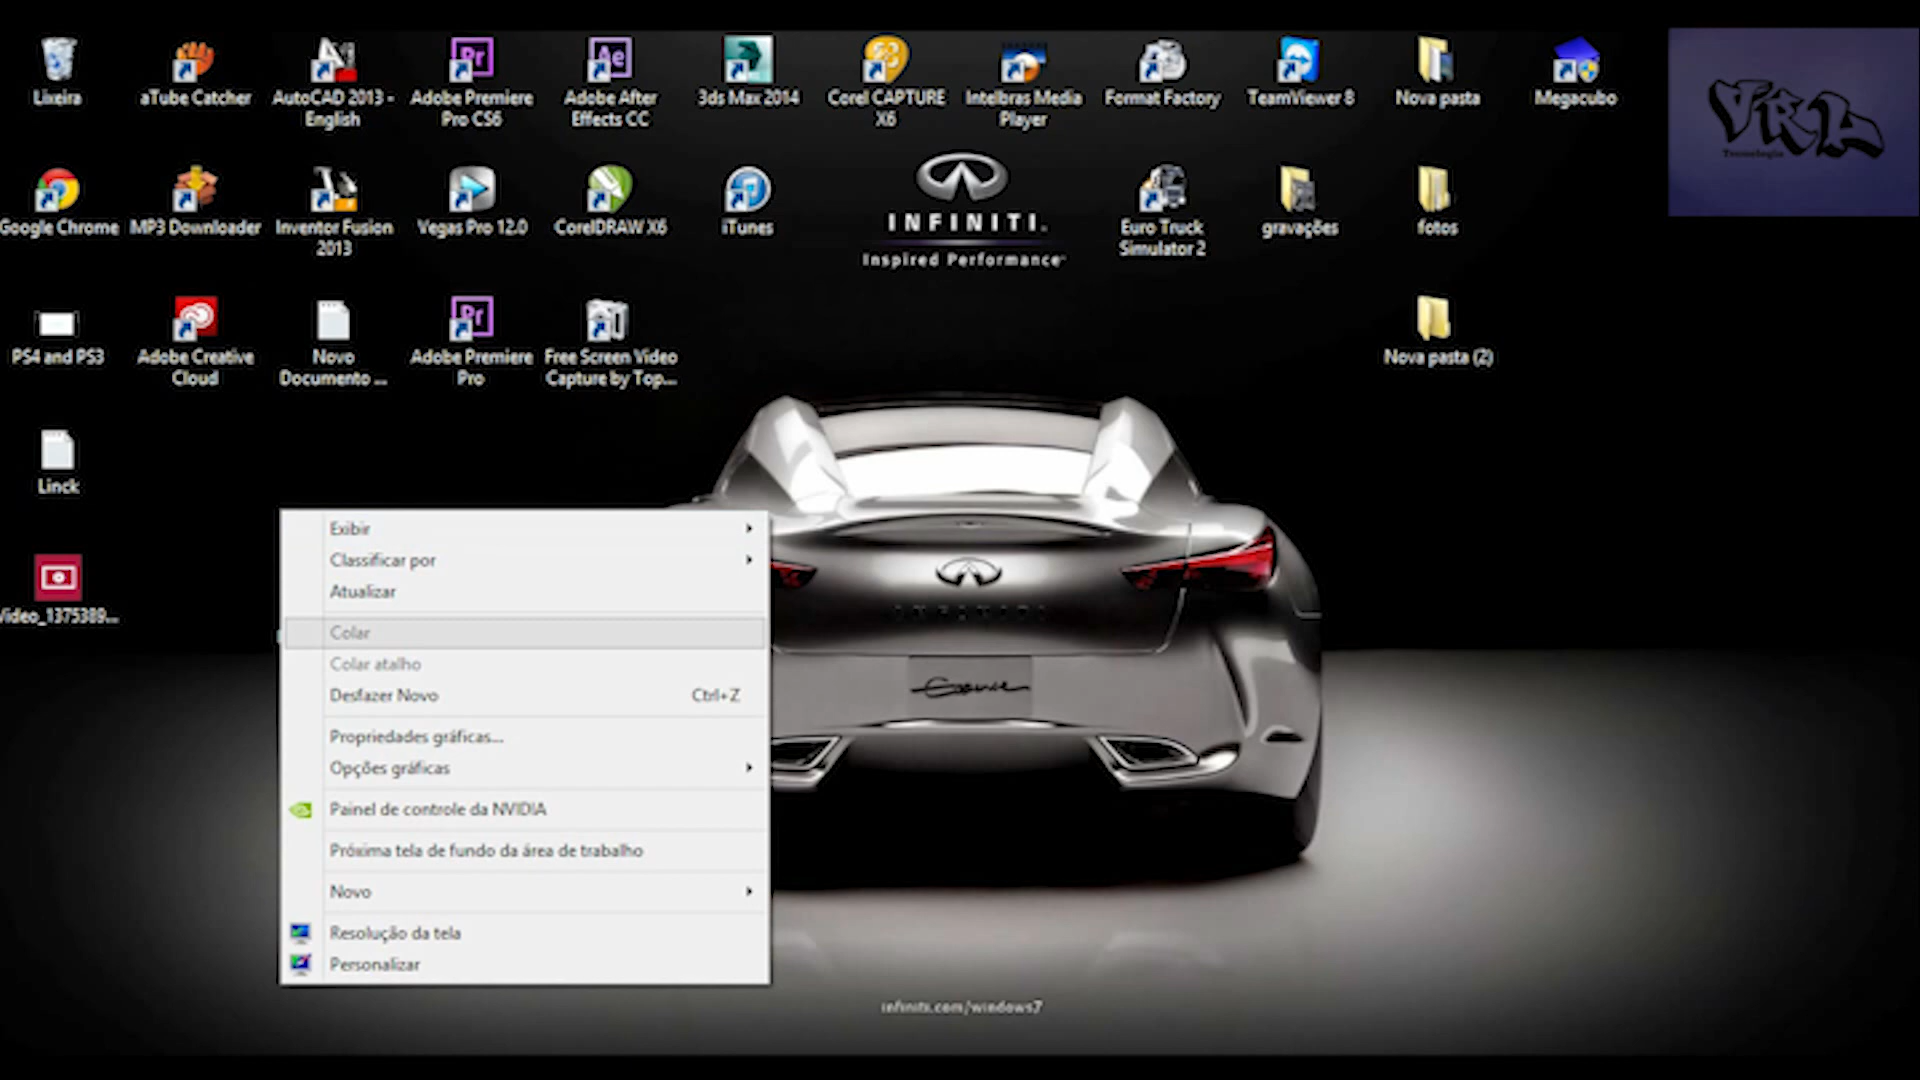 Lixeira
aTube Catcher
AutoCAD 2013 -
English
Adobe Premiere
Pro CS6
Adobe After
Effects CC
3ds Max 2014
Corel CAPTURE
X6
Intelbras Media
Player
Format Factory
TeamViewer 8
Nova pasta
Megacubo
VRL
Tecnologia
Google Chrome
MP3 Downloader
Inventor Fusion
2013
Vegas Pro 12.0
CorelDRAW X6
iTunes
INFINITI.
Inspired Performance
Euro Truck
Simulator 2
gravações
fotos
PS4 and PS3
Adobe Creative
Cloud
Novo
Documento ...
Adobe Premiere
Pro
Free Screen Video
Capture by Top...
Nova pasta (2)
Linck
Video_1375389...
Exibir
Classificar por
Atualizar
Colar
Colar atalho
Desfazer Novo Ctrl+Z
Propriedades gráficas...
Opções gráficas
Painel de controle da NVIDIA
Próxima tela de fundo da área de trabalho
Novo
Resolução da tela
Personalizar
INFINITI
Essence
infiniti.com/windows7